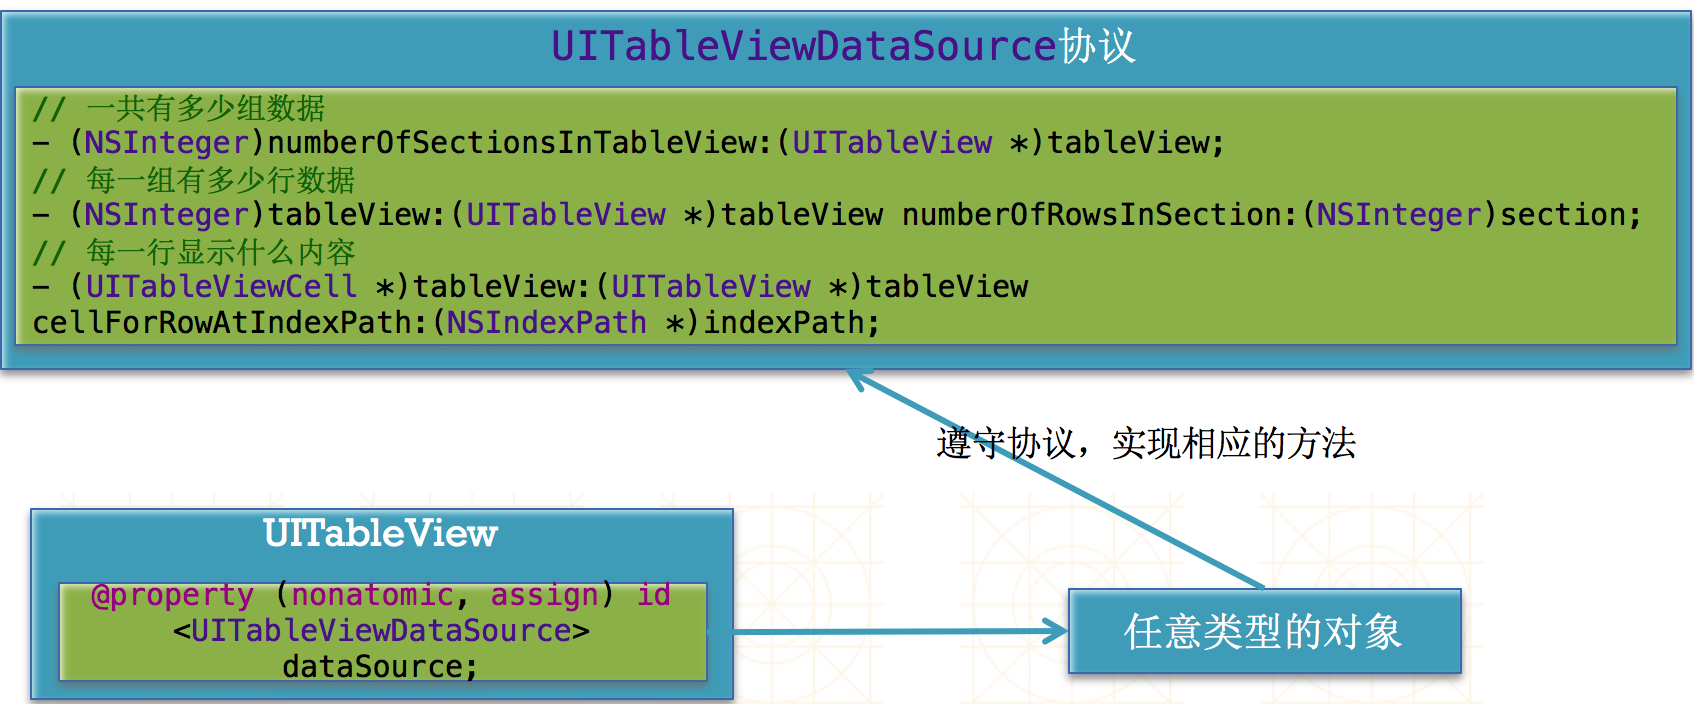 UITableViewDataSource协议
// 一共有多少组数据
- (NSInteger)numberOfSectionsInTableView:(UITableView *)tableView;
// 每一组有多少行数据
- (NSInteger)tableView:(UITableView *)tableView numberOfRowsInSection:(NSInteger)section;
// 每一行显示什么内容
- (UITableViewCell *)tableView:(UITableView *)tableView
cellForRowAtIndexPath:(NSIndexPath *)indexPath;
遵守协议，实现相应的方法
UITableView
@property (nonatomic, assign) id
<UITableViewDataSource>
dataSource;
任意类型的对象